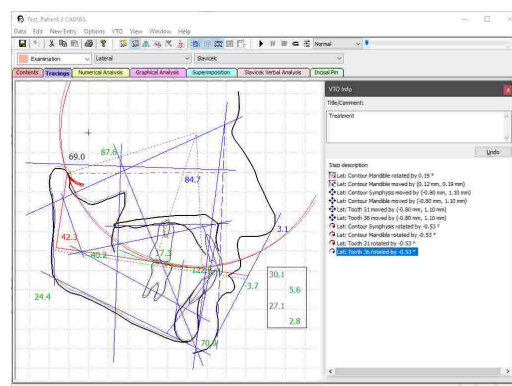 Test, Patient3 CADIAS
Data Edit New Entry Options VTO View Window Help
Normal
Examination Lateral Slavicek
Contents Tracings Numerical Analysis Graphical Analysis Superimposition Slavicek Verbal Analysis Incisal Pin
VTO Info
Title/Comment:
Treatment
Undo
Step description
Lat: Contour Mandible rotated by 0.19 °
Lat: Contour Mandible moved by (0.12 mm, 0.19 mm)
Lat: Contour Symphysis moved by (-0.80 mm, 1.10 mm)
Lat: Contour Mandible moved by (-0.80 mm, 1.10 mm)
Lat: Tooth 31 moved by (-0.80 mm, 1.10 mm)
Lat: Tooth 36 moved by (-0.80 mm, 1.10 mm)
Lat: Contour Symphysis rotated by -0.53 °
Lat: Contour Mandible rotated by -0.53 °
Lat: Tooth 31 rotated by -0.53 °
Lat: Tooth 36 rotated by -0.53 °
87.6
69.0
84.7
3.1
42.3
40.2
57.3
-3.7
30.1
5,6
27.1
2,8
24.4